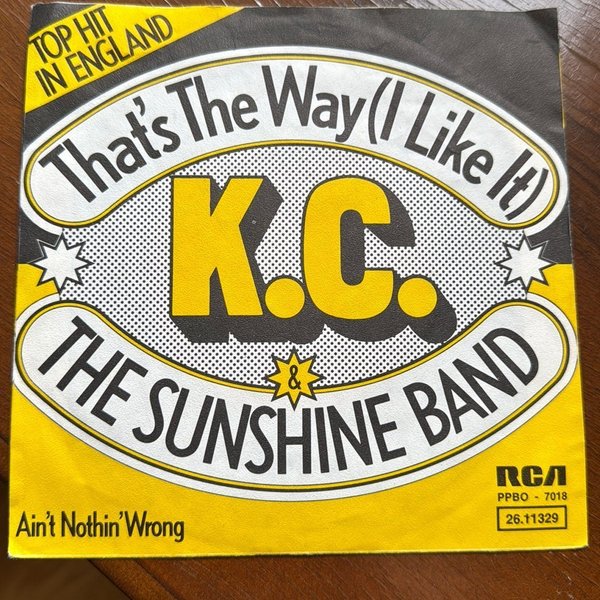 TOP HIT
IN ENGLAND
That's The Way (I Like It)
K.C.
&
THE SUNSHINE BAND
Ain't Nothin' Wrong
RCA
PPBO - 7018
26.11329